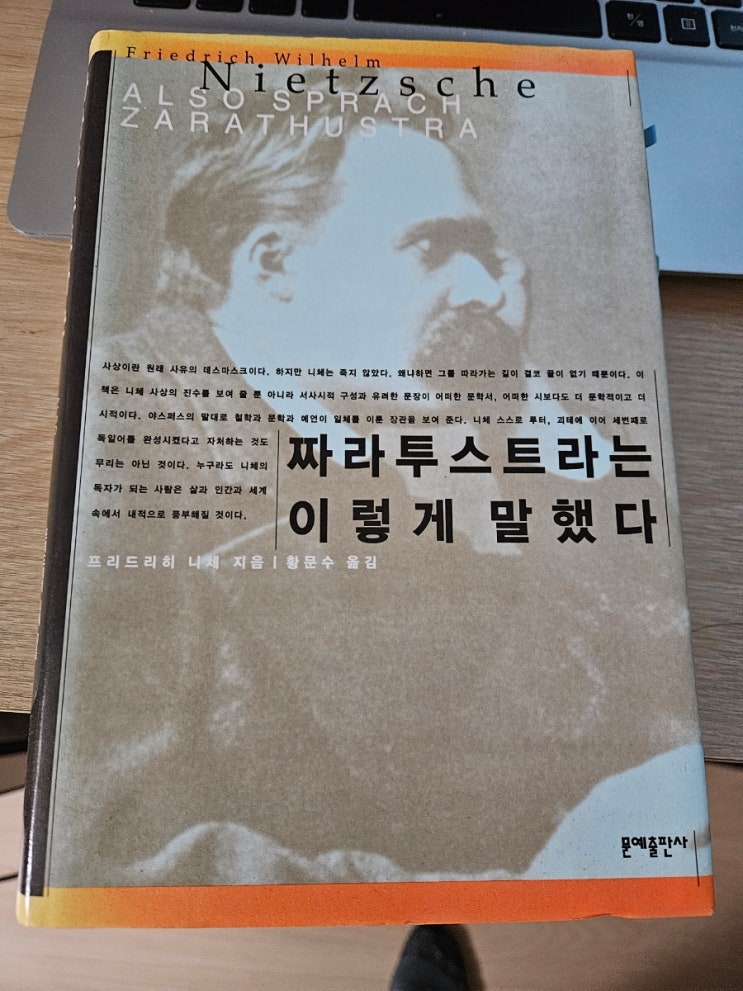 Friedrich Wilhelm
Nietzsche
ALSO SPRACH
ZARATHUSTRA
사상이란 원래 사유의 데스마스크이다. 하지만 니체는 죽지 않았다. 왜냐하면 그를 따라가는 길이 결코 끝이 없기 때문이다. 이
책은 니체 사상의 진수를 보여 줄 뿐 아니라 서사시적 구성과 유려한 문장이 어떠한 문학서, 어떠한 시보다도 더 문학적이고 더
시적이다. 야스퍼스의 말대로 철학과 문학과 예언이 일체를 이룬 장관을 보여 준다. 니체 스스로 루터, 괴테에 이어 세번째로
독일어를 완성시켰다고 자처하는 것도
무리는 아닌 것이다. 누구라도 니체의
독자가 되는 사람은 삶과 인간과 세계
속에서 내적으로 풍부해질 것이다.
짜라투스트라는
이렇게 말했다
프리드리히 니체 지음 | 황문수 옮김
문예출판사